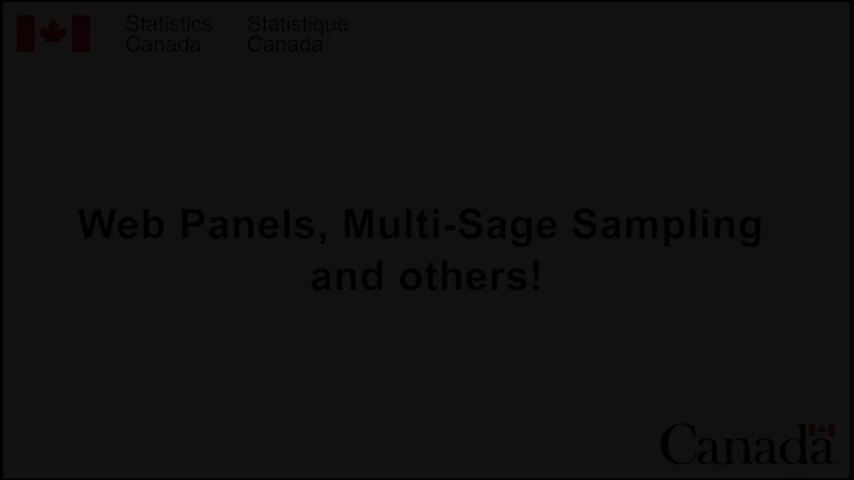 Statistics Canada
Statistique Canada
Web Panels, Multi-Sage Sampling
and others!
Canada